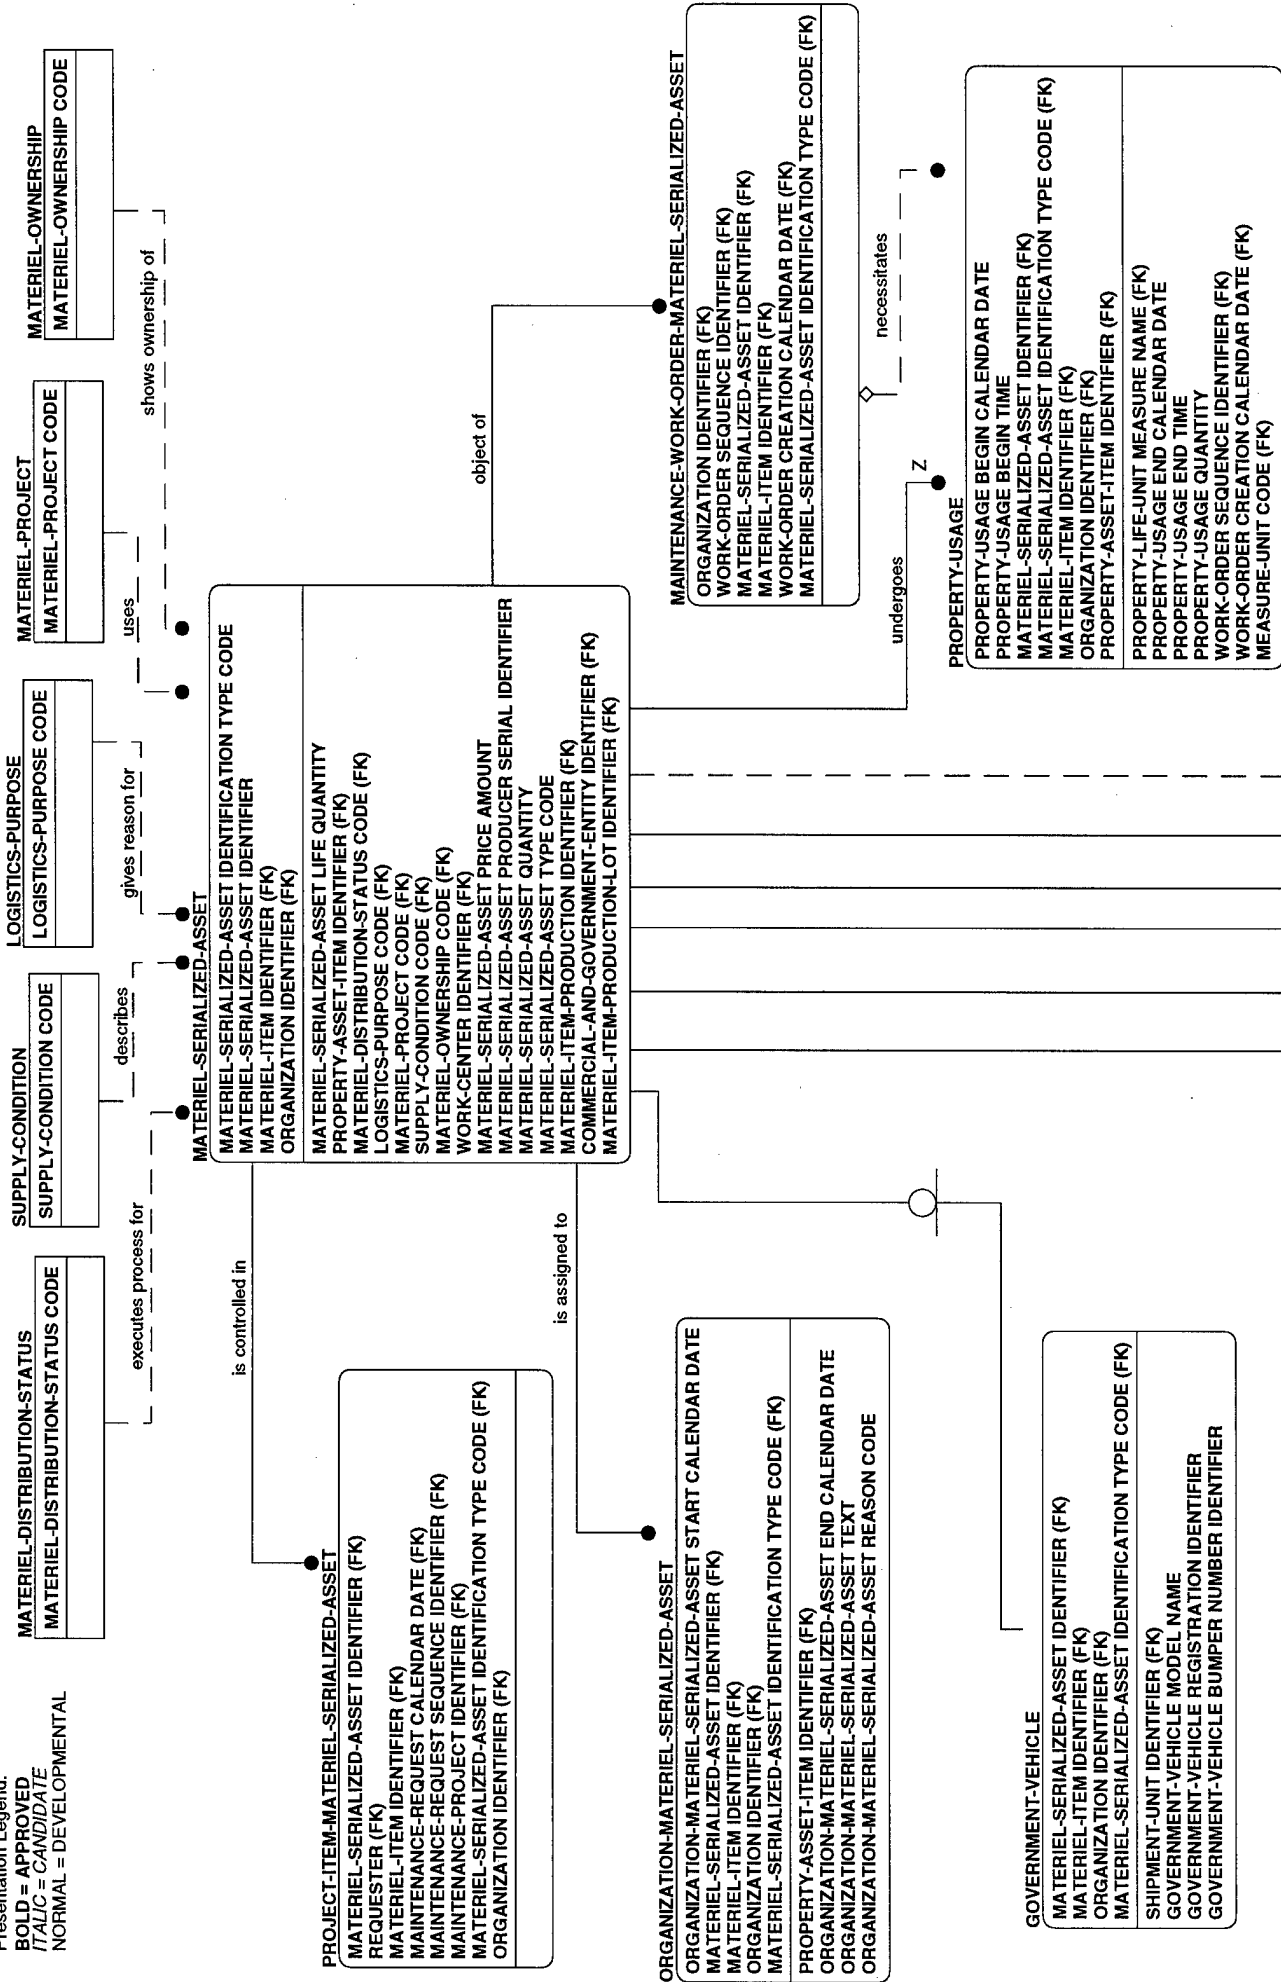 Presentation Legend:
BOLD = APPROVED
ITALIC = CANDIDATE
NORMAL = DEVELOPMENTAL
MATERIEL-DISTRIBUTION-STATUS
MATERIEL-DISTRIBUTION-STATUS CODE
SUPPLY-CONDITION
SUPPLY-CONDITION CODE
LOGISTICS-PURPOSE
LOGISTICS-PURPOSE CODE
MATERIEL-PROJECT
MATERIEL-PROJECT CODE
MATERIEL-OWNERSHIP
MATERIEL-OWNERSHIP CODE
executes process for
describes
gives reason for
uses
shows ownership of
MATERIEL-SERIALIZED-ASSET
MATERIEL-SERIALIZED-ASSET IDENTIFICATION TYPE CODE
MATERIEL-SERIALIZED-ASSET IDENTIFIER
MATERIEL-ITEM IDENTIFIER (FK)
ORGANIZATION IDENTIFIER (FK)
MATERIEL-SERIALIZED-ASSET LIFE QUANTITY
PROPERTY-ASSET-ITEM IDENTIFIER (FK)
MATERIEL-DISTRIBUTION-STATUS CODE (FK)
LOGISTICS-PURPOSE CODE (FK)
MATERIEL-PROJECT CODE (FK)
SUPPLY-CONDITION CODE (FK)
MATERIEL-OWNERSHIP CODE (FK)
WORK-CENTER IDENTIFIER (FK)
MATERIEL-SERIALIZED-ASSET PRICE AMOUNT
MATERIEL-SERIALIZED-ASSET PRODUCER SERIAL IDENTIFIER
MATERIEL-SERIALIZED-ASSET QUANTITY
MATERIEL-SERIALIZED-ASSET TYPE CODE
MATERIEL-ITEM-PRODUCTION IDENTIFIER (FK)
COMMERCIAL-AND-GOVERNMENT-ENTITY IDENTIFIER (FK)
MATERIEL-ITEM-PRODUCTION-LOT IDENTIFIER (FK)
is controlled in
PROJECT-ITEM-MATERIEL-SERIALIZED-ASSET
MATERIEL-SERIALIZED-ASSET IDENTIFIER (FK)
REQUESTER (FK)
MATERIEL-ITEM IDENTIFIER (FK)
MAINTENANCE-REQUEST CALENDAR DATE (FK)
MAINTENANCE-REQUEST SEQUENCE IDENTIFIER (FK)
MAINTENANCE-PROJECT IDENTIFIER (FK)
MATERIEL-SERIALIZED-ASSET IDENTIFICATION TYPE CODE (FK)
ORGANIZATION IDENTIFIER (FK)
is assigned to
ORGANIZATION-MATERIEL-SERIALIZED-ASSET
ORGANIZATION-MATERIEL-SERIALIZED-ASSET START CALENDAR DATE
MATERIEL-SERIALIZED-ASSET IDENTIFIER (FK)
MATERIEL-ITEM IDENTIFIER (FK)
ORGANIZATION IDENTIFIER (FK)
MATERIEL-SERIALIZED-ASSET IDENTIFICATION TYPE CODE (FK)
PROPERTY-ASSET-ITEM IDENTIFIER (FK)
ORGANIZATION-MATERIEL-SERIALIZED-ASSET END CALENDAR DATE
ORGANIZATION-MATERIEL-SERIALIZED-ASSET TEXT
ORGANIZATION-MATERIEL-SERIALIZED-ASSET REASON CODE
GOVERNMENT-VEHICLE
MATERIEL-SERIALIZED-ASSET IDENTIFIER (FK)
MATERIEL-ITEM IDENTIFIER (FK)
ORGANIZATION IDENTIFIER (FK)
MATERIEL-SERIALIZED-ASSET IDENTIFICATION TYPE CODE (FK)
SHIPMENT-UNIT IDENTIFIER (FK)
GOVERNMENT-VEHICLE MODEL NAME
GOVERNMENT-VEHICLE REGISTRATION IDENTIFIER
GOVERNMENT-VEHICLE BUMPER NUMBER IDENTIFIER
object of
MAINTENANCE-WORK-ORDER-MATERIEL-SERIALIZED-ASSET
ORGANIZATION IDENTIFIER (FK)
WORK-ORDER SEQUENCE IDENTIFIER (FK)
MATERIEL-SERIALIZED-ASSET IDENTIFIER (FK)
MATERIEL-ITEM IDENTIFIER (FK)
WORK-ORDER CREATION CALENDAR DATE (FK)
MATERIEL-SERIALIZED-ASSET IDENTIFICATION TYPE CODE (FK)
undergoes
Z
necessitates
PROPERTY-USAGE
PROPERTY-USAGE BEGIN CALENDAR DATE
PROPERTY-USAGE BEGIN TIME
MATERIEL-SERIALIZED-ASSET IDENTIFIER (FK)
MATERIEL-SERIALIZED-ASSET IDENTIFICATION TYPE CODE (FK)
MATERIEL-ITEM IDENTIFIER (FK)
ORGANIZATION IDENTIFIER (FK)
PROPERTY-ASSET-ITEM IDENTIFIER (FK)
PROPERTY-LIFE-UNIT MEASURE NAME (FK)
PROPERTY-USAGE END CALENDAR DATE
PROPERTY-USAGE END TIME
PROPERTY-USAGE QUANTITY
WORK-ORDER SEQUENCE IDENTIFIER (FK)
WORK-ORDER CREATION CALENDAR DATE (FK)
MEASURE-UNIT CODE (FK)